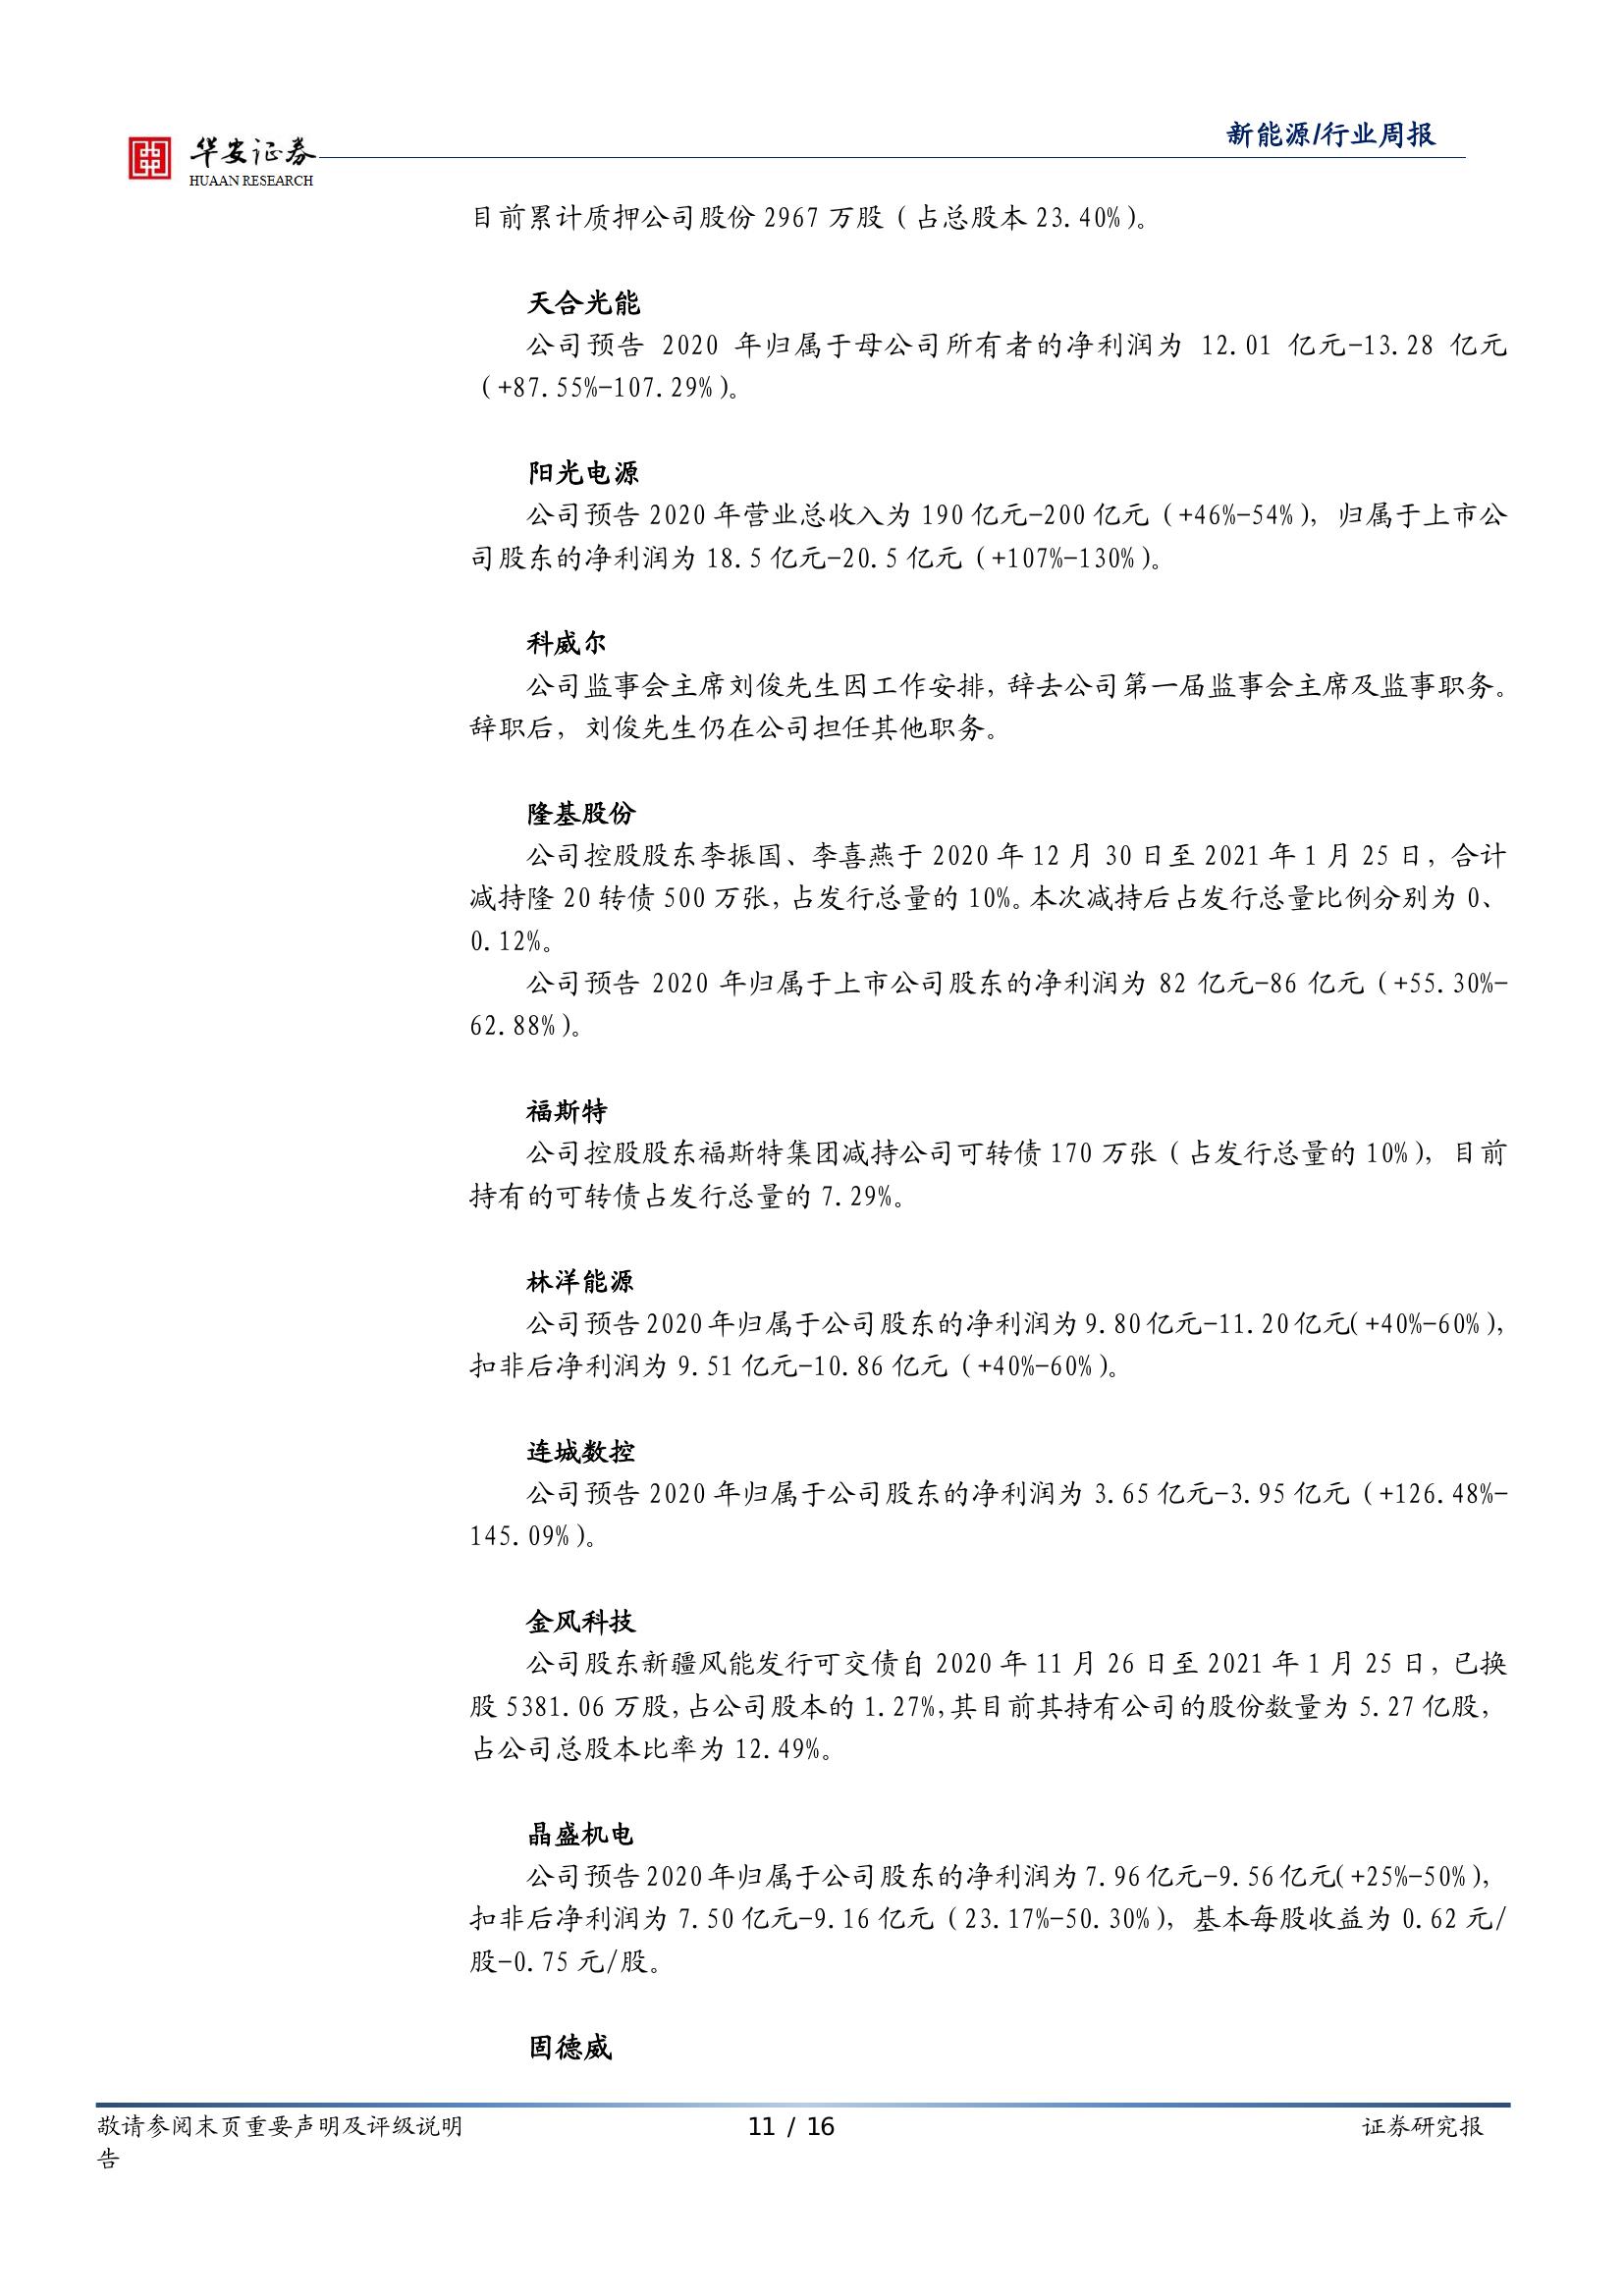 华安证券
HUAAN RESEARCH
新能源/行业周报
目前累计质押公司股份 2967 万股（占总股本 23.40%）。
天合光能
公司预告 2020 年归属于母公司所有者的净利润为 12.01 亿元-13.28 亿元
（+87.55%-107.29%）。
阳光电源
公司预告 2020 年营业总收入为 190 亿元-200 亿元（+46%-54%），归属于上市公
司股东的净利润为 18.5 亿元-20.5 亿元（+107%-130%）。
科威尔
公司监事会主席刘俊先生因工作安排，辞去公司第一届监事会主席及监事职务。
辞职后，刘俊先生仍在公司担任其他职务。
隆基股份
公司控股股东李振国、李喜燕于 2020 年 12 月 30 日至 2021 年 1 月 25 日，合计
减持隆 20 转债 500 万张，占发行总量的 10%。本次减持后占发行总量比例分别为 0、
0.12%。
公司预告 2020 年归属于上市公司股东的净利润为 82 亿元-86 亿元（+55.30%-
62.88%）。
福斯特
公司控股股东福斯特集团减持公司可转债 170 万张（占发行总量的 10%），目前
持有的可转债占发行总量的 7.29%。
林洋能源
公司预告 2020 年归属于公司股东的净利润为 9.80 亿元-11.20 亿元（+40%-60%），
扣非后净利润为 9.51 亿元-10.86 亿元（+40%-60%）。
连城数控
公司预告 2020 年归属于公司股东的净利润为 3.65 亿元-3.95 亿元（+126.48%-
145.09%）。
金风科技
公司股东新疆风能发行可交债自 2020 年 11 月 26 日至 2021 年 1 月 25 日，已换
股 5381.06 万股，占公司股本的 1.27%，其目前其持有公司的股份数量为 5.27 亿股，
占公司总股本比率为 12.49%。
晶盛机电
公司预告 2020 年归属于公司股东的净利润为 7.96 亿元-9.56 亿元（+25%-50%），
扣非后净利润为 7.50 亿元-9.16 亿元（23.17%-50.30%），基本每股收益为 0.62 元/
股-0.75 元/股。
固德威
敬请参阅末页重要声明及评级说明 11 / 16 证券研究报
告